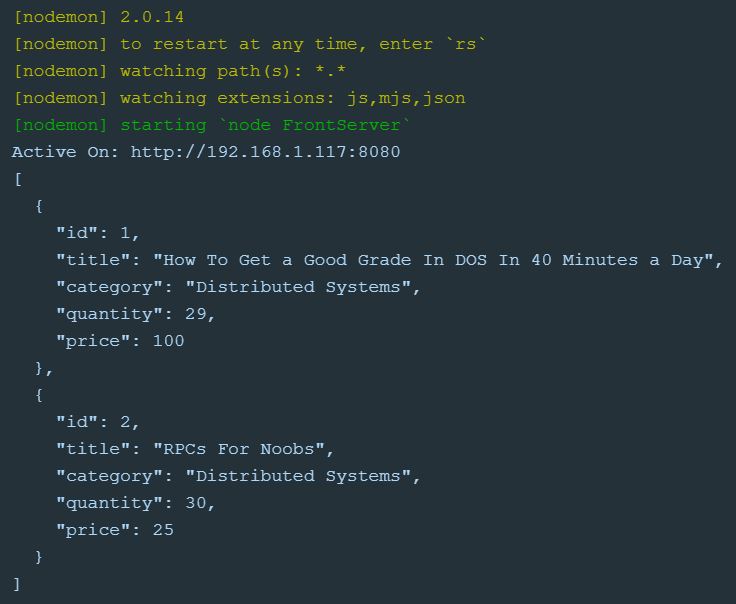 [nodemon] 2.0.14
[nodemon] to restart at any time, enter `rs`
[nodemon] watching path(s): *.*
[nodemon] watching extensions: js,mjs,json
[nodemon] starting `node FrontServer`
Active On: http://192.168.1.117:8080
[
  {
    "id": 1,
    "title": "How To Get a Good Grade In DOS In 40 Minutes a Day",
    "category": "Distributed Systems",
    "quantity": 29,
    "price": 100
  },
  {
    "id": 2,
    "title": "RPCs For Noobs",
    "category": "Distributed Systems",
    "quantity": 30,
    "price": 25
  }
]